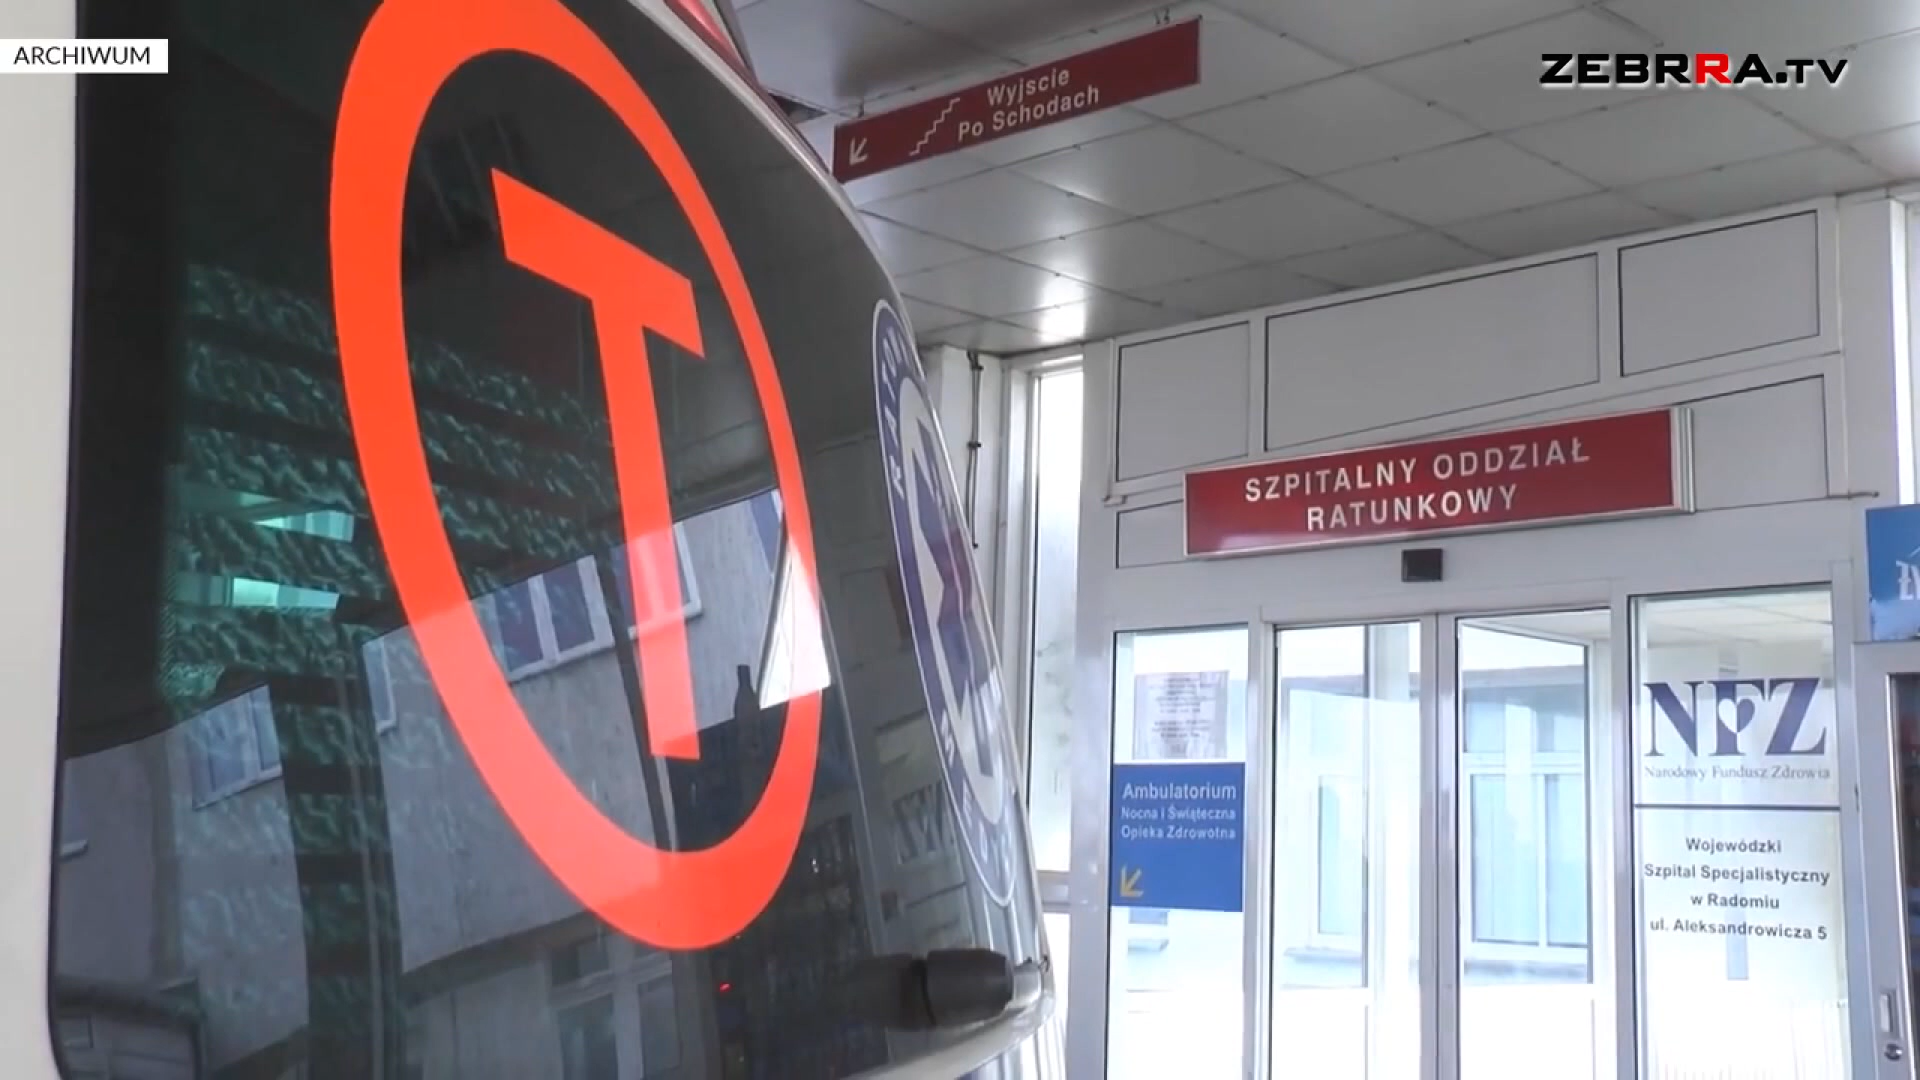 ARCHIWUM
ZEBRRA.TV
Wyjscie
Po Schodach
T
SZPITALNY ODDZIAŁ
RATUNKOWY
NFZ
Narodowy Fundusz Zdrowia
Ambulatorium
Nocna i Świąteczna
Opieka Zdrowotna
Wojewódzki
Szpital Specjalistyczny
w Radomiu
ul. Aleksandrowicza 5